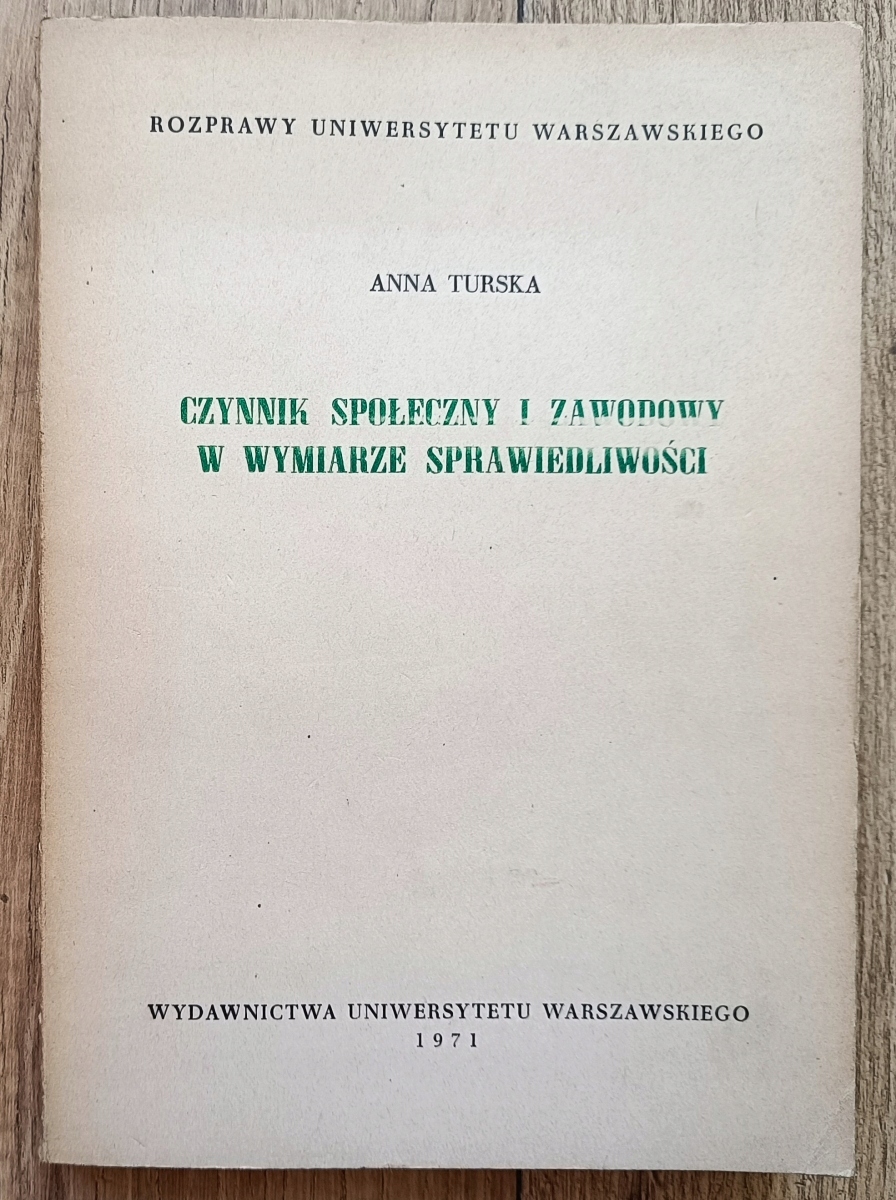 ROZPRAWY UNIWERSYTETU WARSZAWSKIEGO
ANNA TURSKA
CZYNNIK SPOŁECZNY I ZAWODOWY
W WYMIARZE SPRAWIEDLIWOŚCI
WYDAWNICTWA UNIWERSYTETU WARSZAWSKIEGO
1971